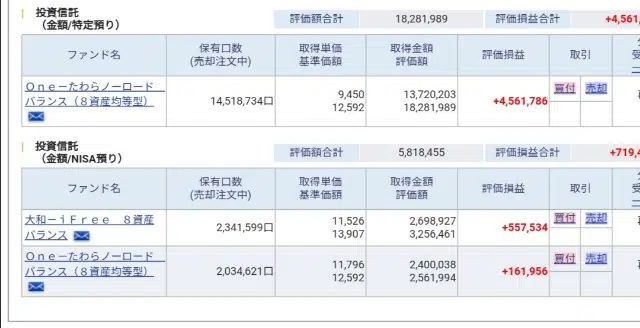 投資信託
(金額/特定預り)
評価額合計 18,281,989 評価損益合計 +4,561,
ファンド名 保有口数 (売却注文中) 取得単価 基準価額 取得金額 評価額 評価損益 取引
Ｏｎｅ－たわらノーロード
バランス（８資産均等型）
14,518,734口 9,450 13,720,203 +4,561,786 買付 売却
12,592 18,281,989
投資信託
(金額/NISA預り)
評価額合計 5,818,455 評価損益合計 +719,4
ファンド名 保有口数 (売却注文中) 取得単価 基準価額 取得金額 評価額 評価損益 取引
大和－ｉＦｒｅｅ　８資産
バランス
2,341,599口 11,526 2,698,927 +557,534 買付 売却
13,907 3,256,461
Ｏｎｅ－たわらノーロード
バランス（８資産均等型）
2,034,621口 11,796 2,400,038 +161,956 買付 売却
12,592 2,561,994